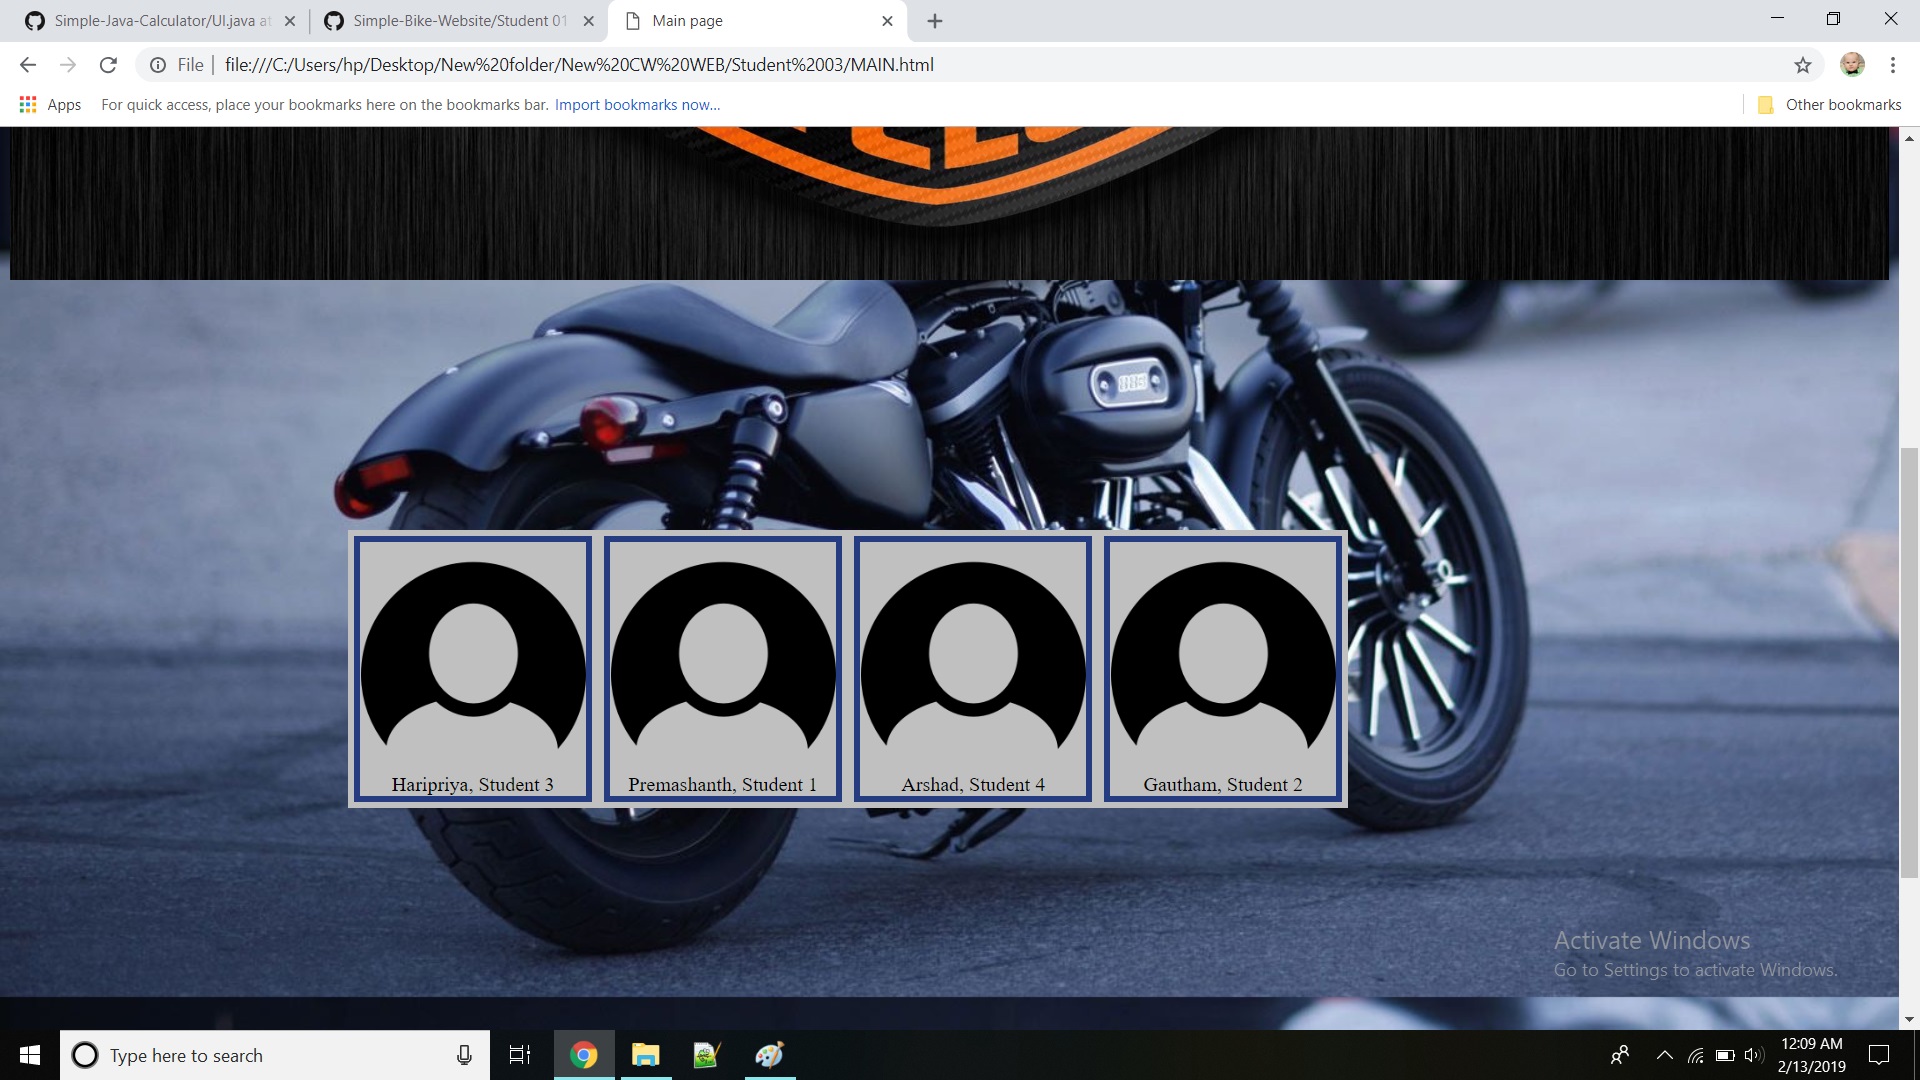 Simple-Java-Calculator/UI.java at
Simple-Bike-Website/Student 01
Main page
File
file:///C:/Users/hp/Desktop/New%20folder/New%20CW%20WEB/Student%2003/MAIN.html
Apps
For quick access, place your bookmarks here on the bookmarks bar. Import bookmarks now...
Other bookmarks
883
Haripriya, Student 3
Premashanth, Student 1
Arshad, Student 4
Gautham, Student 2
Activate Windows
Go to Settings to activate Windows.
Type here to search
12:09 AM
2/13/2019